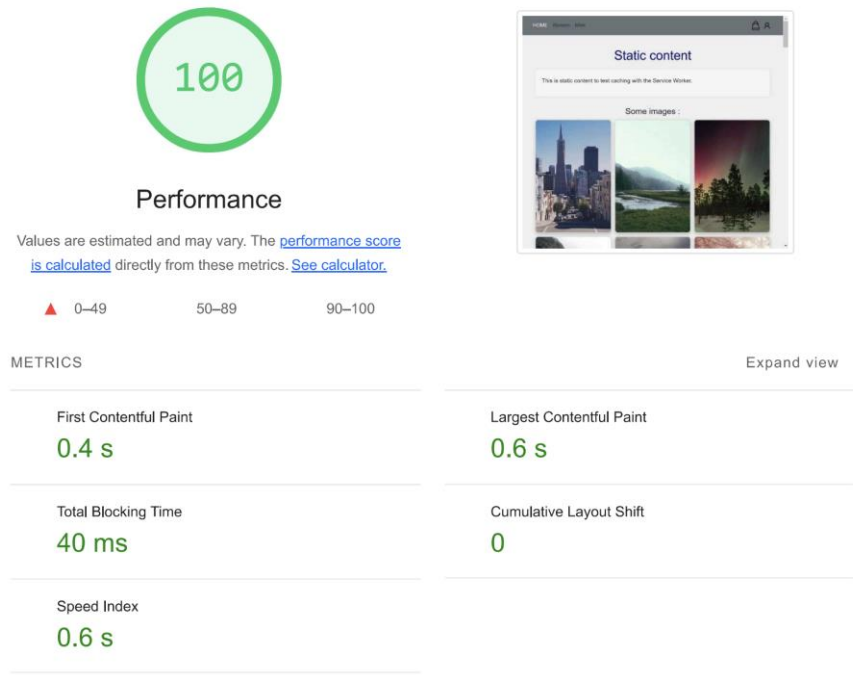 100
Performance
Values are estimated and may vary. The performance score
is calculated directly from these metrics. See calculator.
0–49
50–89
90–100
Static content
This is static content to test caching with the Service Worker.
Some images :
METRICS
Expand view
First Contentful Paint
0.4 s
Largest Contentful Paint
0.6 s
Total Blocking Time
40 ms
Cumulative Layout Shift
0
Speed Index
0.6 s